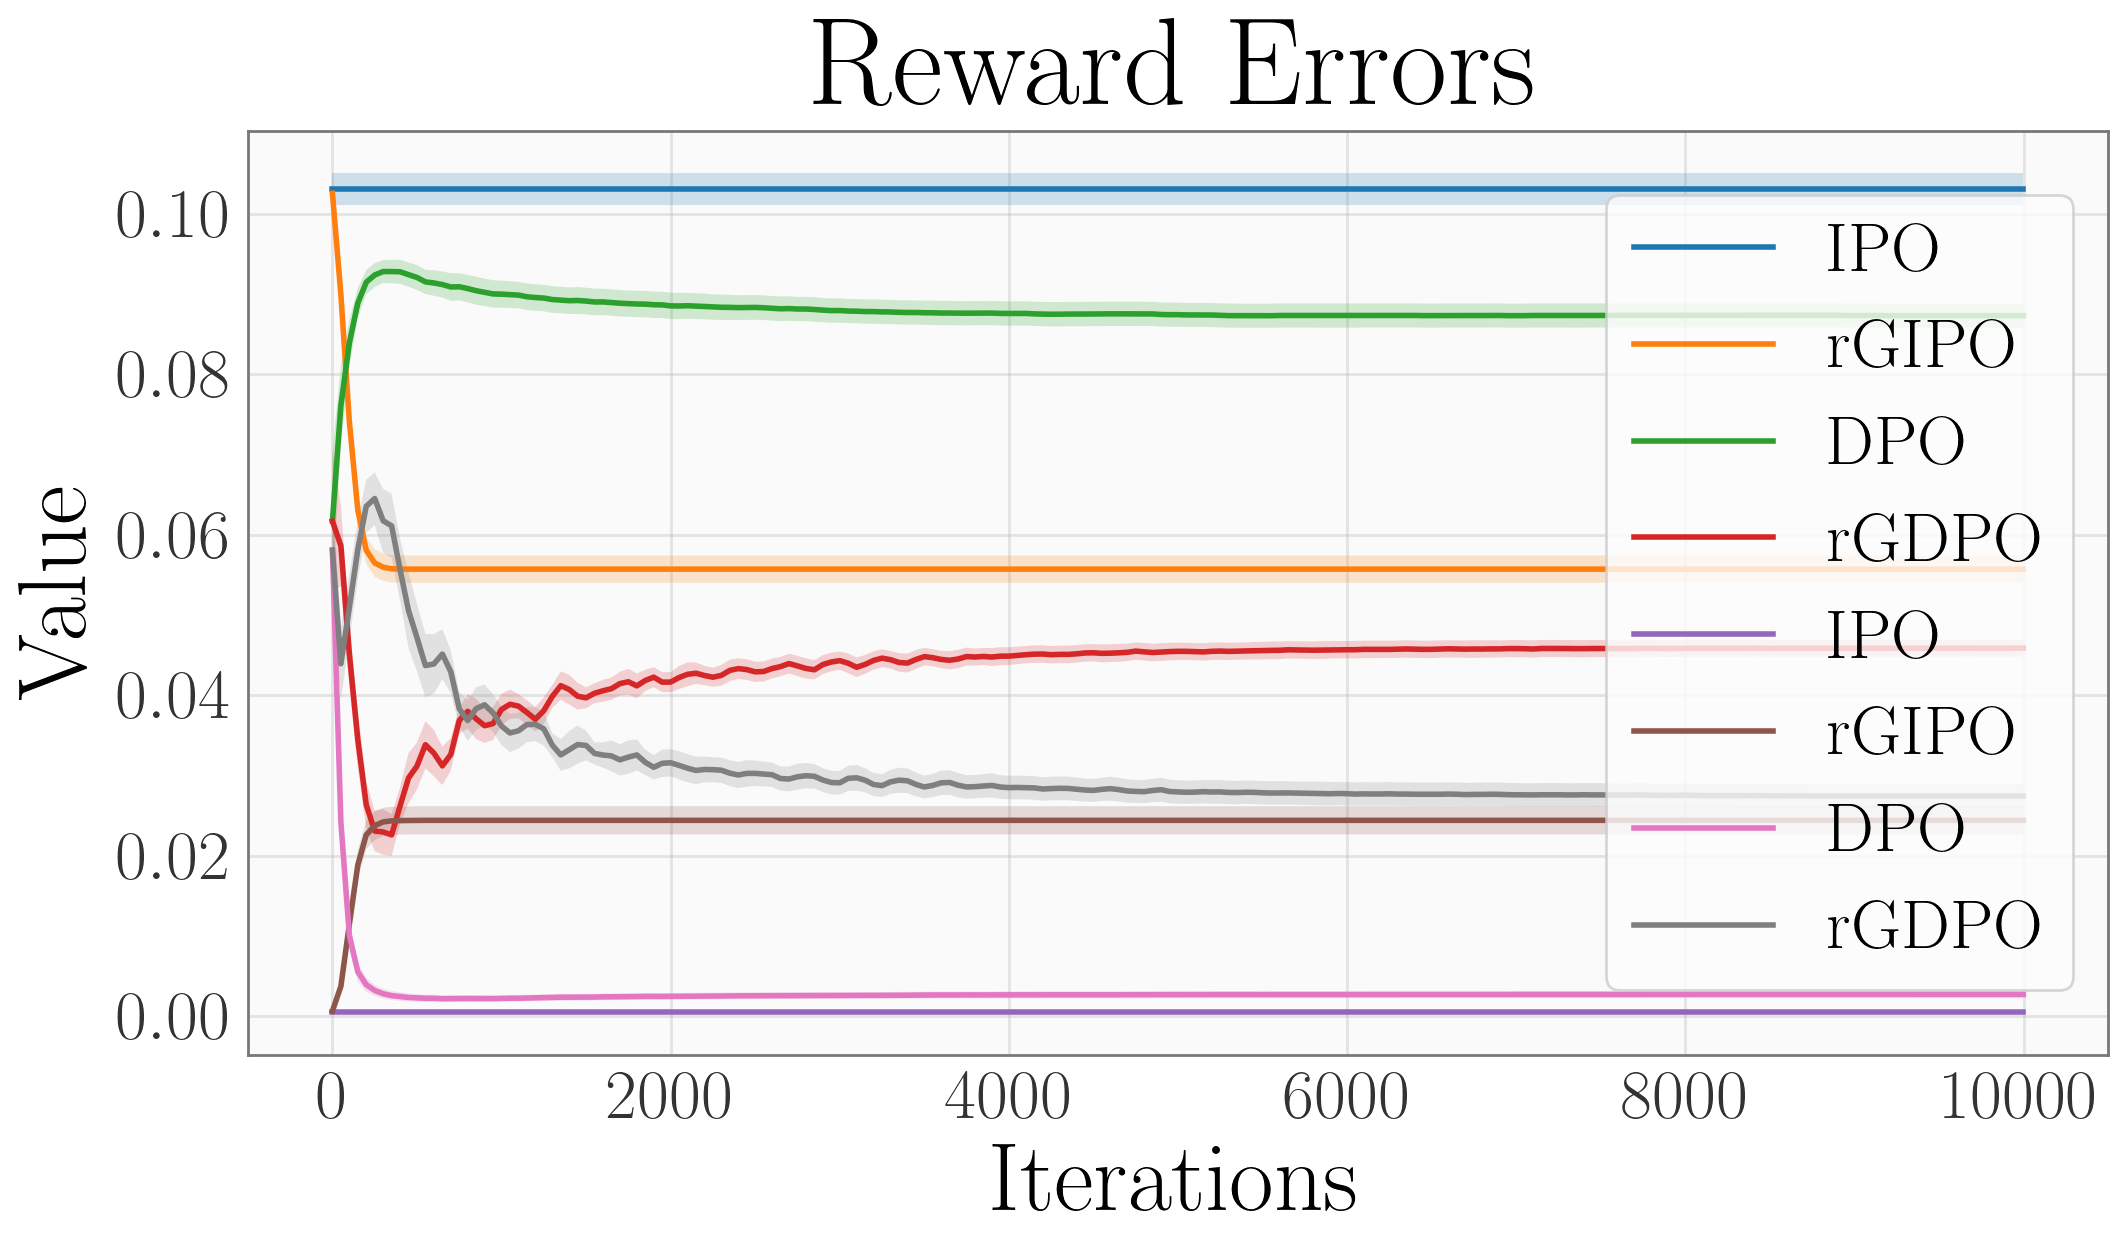 Reward Errors
Value
0.10
0.08
0.06
0.04
0.02
0.00
IPO
rGIPO
DPO
rGDPO
IPO
rGIPO
DPO
rGDPO
0 2000 4000 6000 8000 10000
Iterations